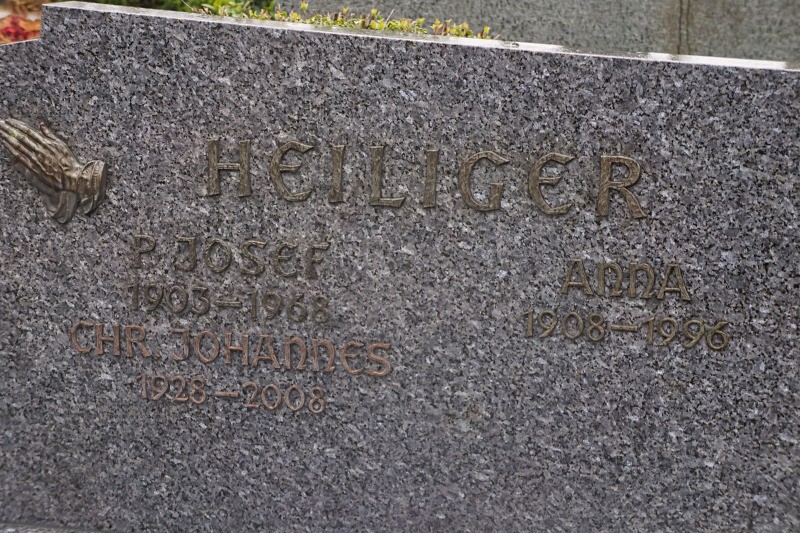 HEILIGER
P. JOSEF
1903–1968
CHR. JOHANNES
1928–2008
ANNA
1908–1996